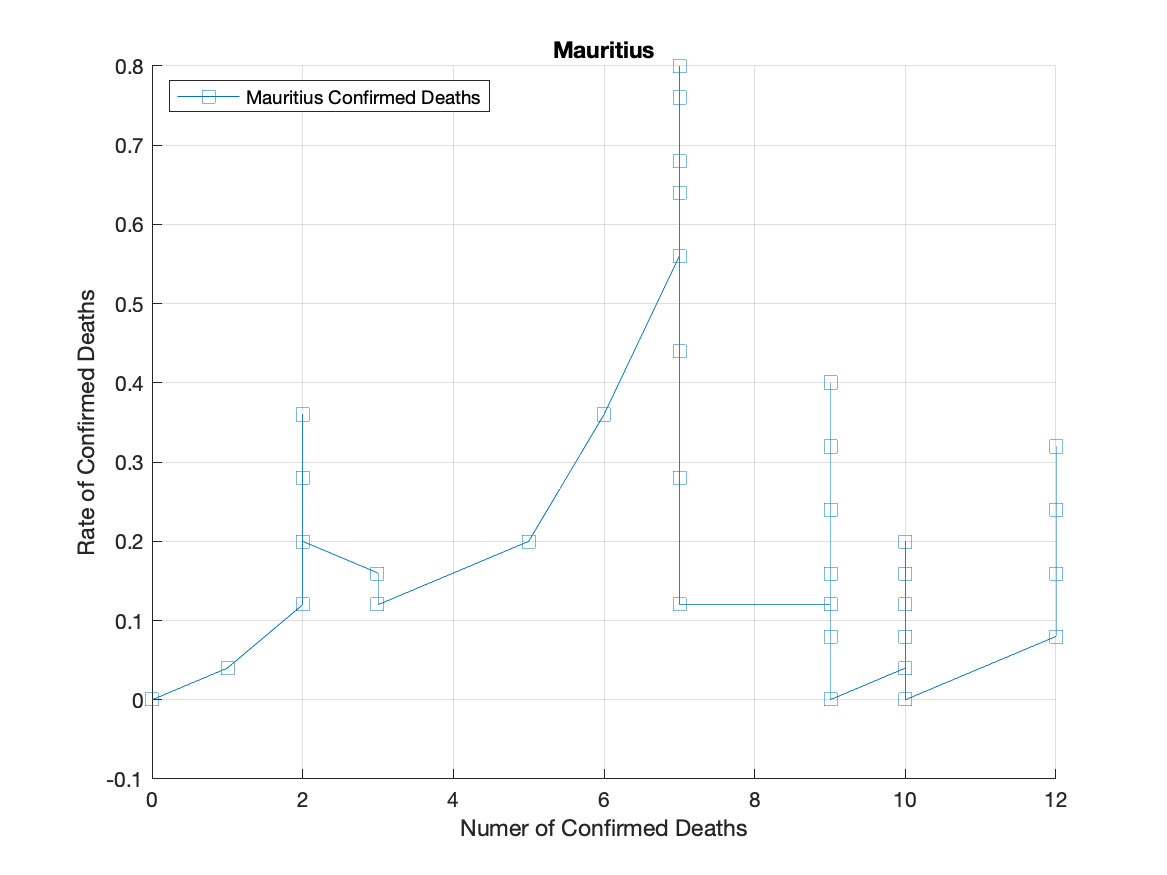 Mauritius
Mauritius Confirmed Deaths
0.8
0.7
0.6
0.5
0.4
0.3
0.2
0.1
0
-0.1
Rate of Confirmed Deaths
0 2 4 6 8 10 12
Numer of Confirmed Deaths